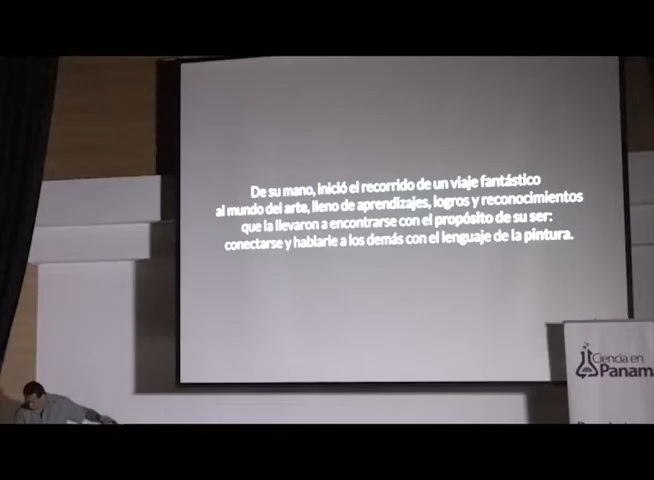 De su mano, inició el recorrido de un viaje fantástico
al mundo del arte, lleno de aprendizajes, logros y reconocimientos
que la llevaron a encontrarse con el propósito de su ser:
conectarse y hablarle a los demás con el lenguaje de la pintura.
Ciencia en
Panam